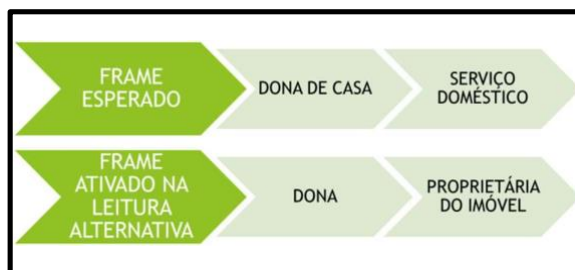 FRAME
ESPERADO
DONA DE CASA
SERVIÇO
DOMÉSTICO
FRAME
ATIVADO NA
LEITURA
ALTERNATIVA
DONA
PROPRIETÁRIA
DO IMÓVEL